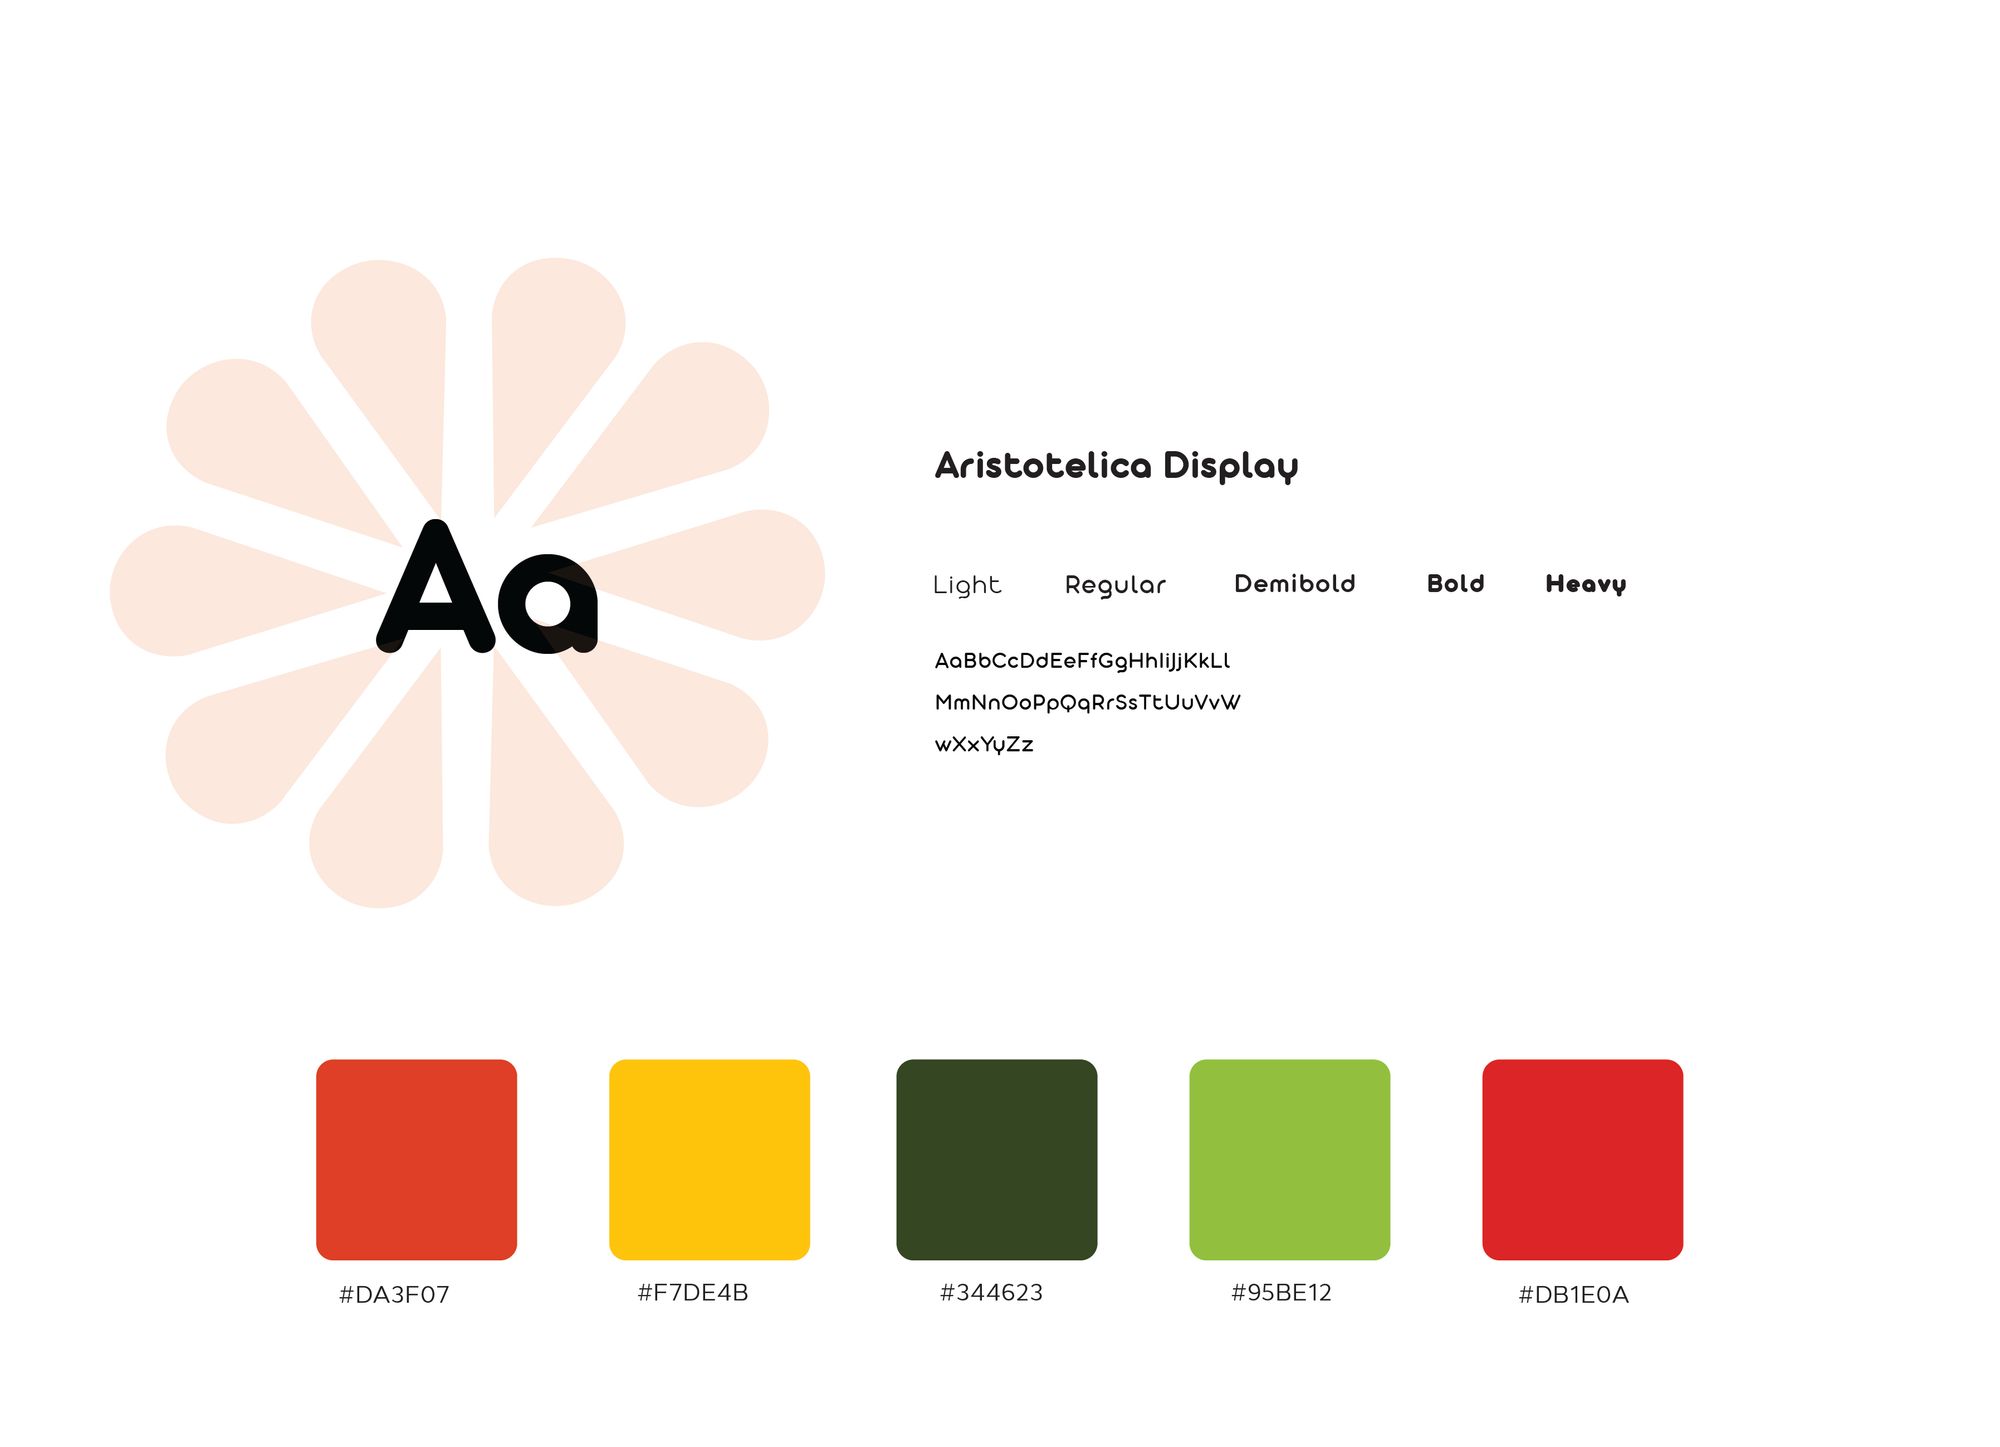 Aa
Aristotelica Display
Light Regular Demibold Bold Heavy
AaBbCcDdEeFfGgHhIiJjKkLl
MmNnOoPpQqRrSsTtUuVvW
wXxYyZz
#DA3F07 #F7DE4B #344623 #95BE12 #DB1E0A